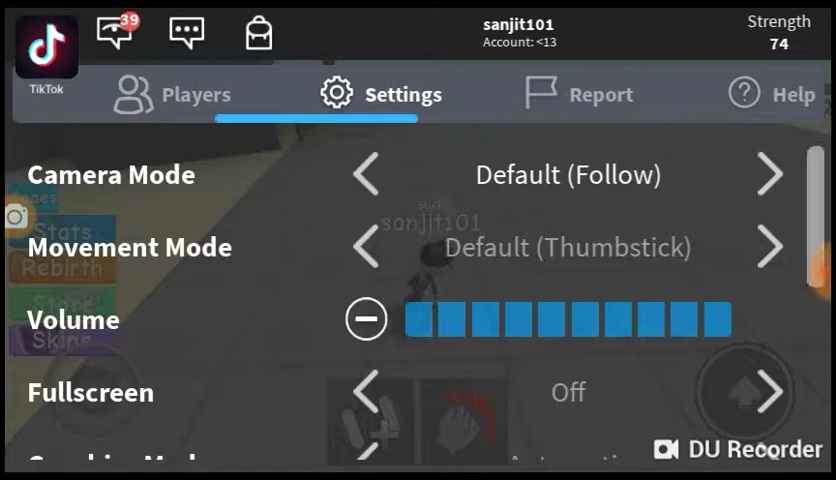 39
sanjit101
Account: <13
Strength
74
TikTok
Players
Settings
Report
Help
Camera Mode
Default (Follow)
sanjit101
Stats
Movement Mode
Default (Thumbstick)
Rebirth
Volume
Skins
Fullscreen
Off
DU Recorder